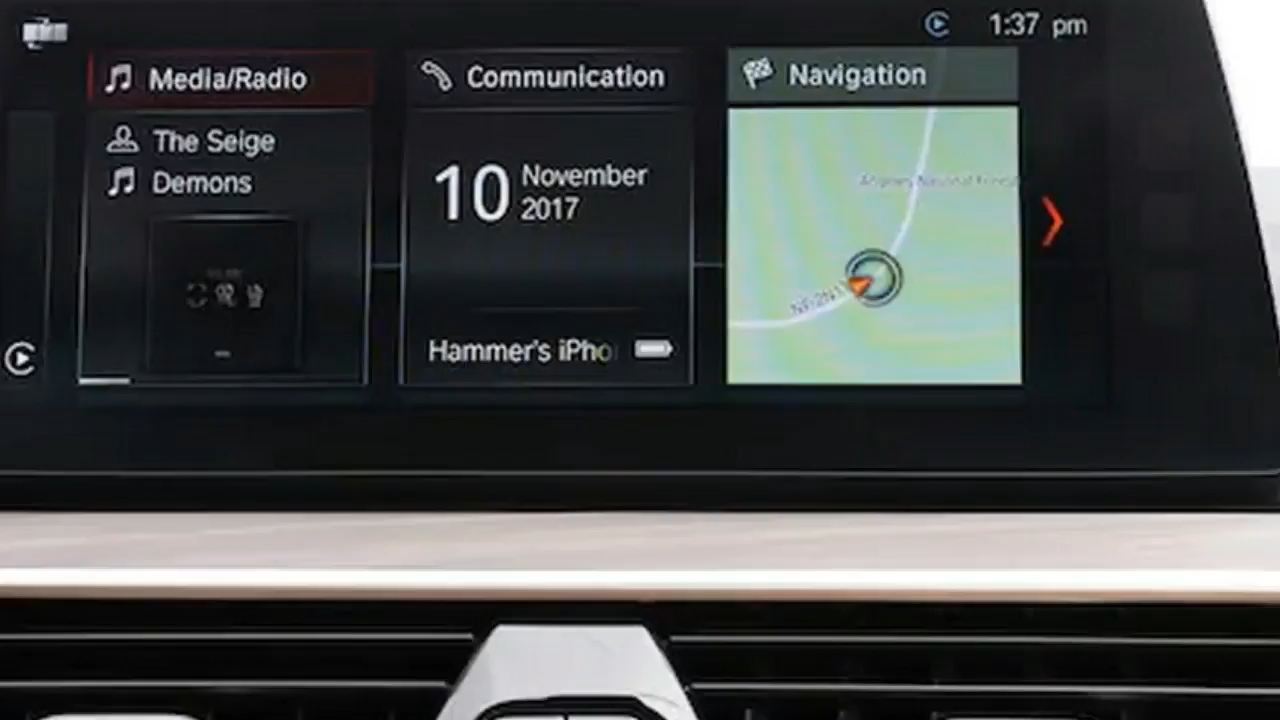 1:37 pm
Media/Radio
The Seige
Demons
Communication
10
November
2017
Hammer's iPho
Navigation